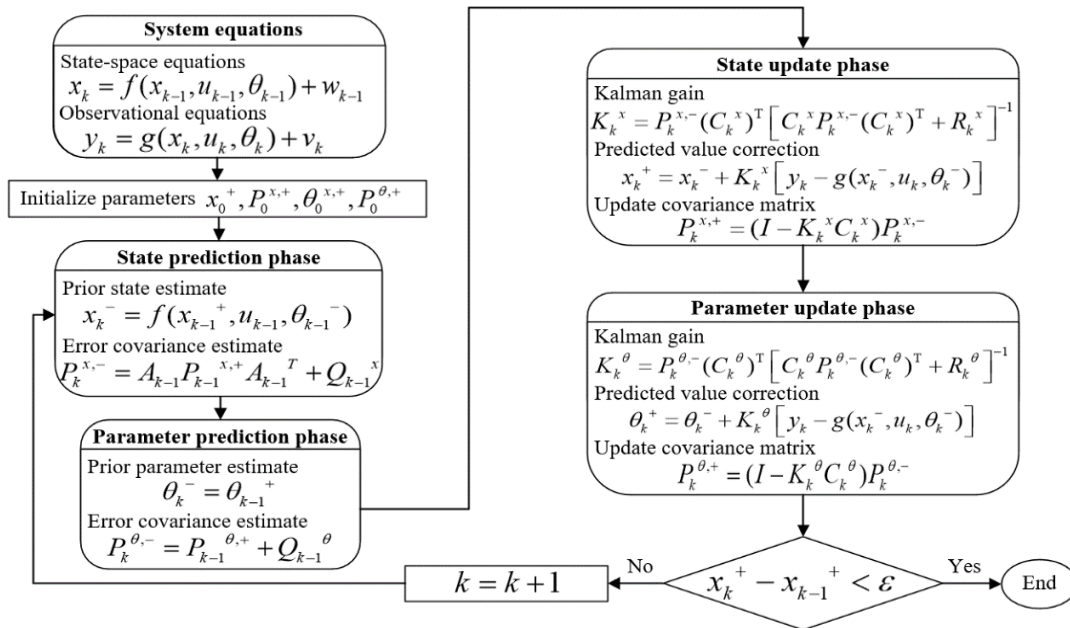 System equations
State-space equations
x_k = f(x_{k-1}, u_{k-1}, θ_{k-1}) + w_{k-1}
Observational equations
y_k = g(x_k, u_k, θ_k) + v_k
Initialize parameters x_0^+, P_0^{x,+}, θ_0^{x,+}, P_0^{θ,+}
State prediction phase
Prior state estimate
x_k^- = f(x_{k-1}^+, u_{k-1}, θ_{k-1}^-)
Error covariance estimate
P_k^{x,-} = A_{k-1} P_{k-1}^{x,+} A_{k-1}^T + Q_{k-1}^x
Parameter prediction phase
Prior parameter estimate
θ_k^- = θ_{k-1}^+
Error covariance estimate
P_k^{θ,-} = P_{k-1}^{θ,+} + Q_{k-1}^θ
State update phase
Kalman gain
K_k^x = P_k^{x,-} (C_k^x)^T [C_k^x P_k^{x,-} (C_k^x)^T + R_k^x]^{-1}
Predicted value correction
x_k^+ = x_k^- + K_k^x [y_k - g(x_k^-, u_k, θ_k^-)]
Update covariance matrix
P_k^{x,+} = (I - K_k^x C_k^x) P_k^{x,-}
Parameter update phase
Kalman gain
K_k^θ = P_k^{θ,-} (C_k^θ)^T [C_k^θ P_k^{θ,-} (C_k^θ)^T + R_k^θ]^{-1}
Predicted value correction
θ_k^+ = θ_k^- + K_k^θ [y_k - g(x_k^-, u_k, θ_k^-)]
Update covariance matrix
P_k^{θ,+} = (I - K_k^θ C_k^θ) P_k^{θ,-}
x_k^+ - x_{k-1}^+ < ε
No
k = k + 1
Yes
End